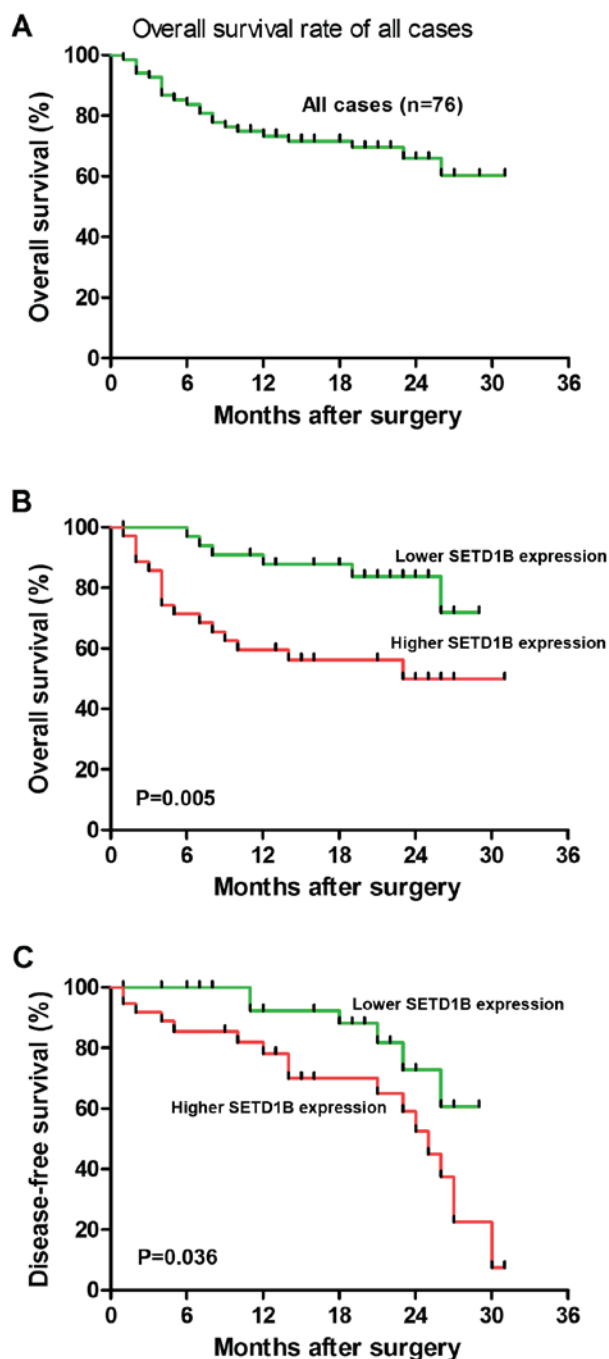 A
Overall survival rate of all cases
Overall survival (%)
100
80
60
40
20
0
All cases (n=76)
0 6 12 18 24 30 36
Months after surgery
B
Overall survival (%)
100
80
60
40
20
0
Lower SETD1B expression
Higher SETD1B expression
P=0.005
0 6 12 18 24 30 36
Months after surgery
C
Disease-free survival (%)
100
80
60
40
20
0
Lower SETD1B expression
Higher SETD1B expression
P=0.036
0 6 12 18 24 30 36
Months after surgery